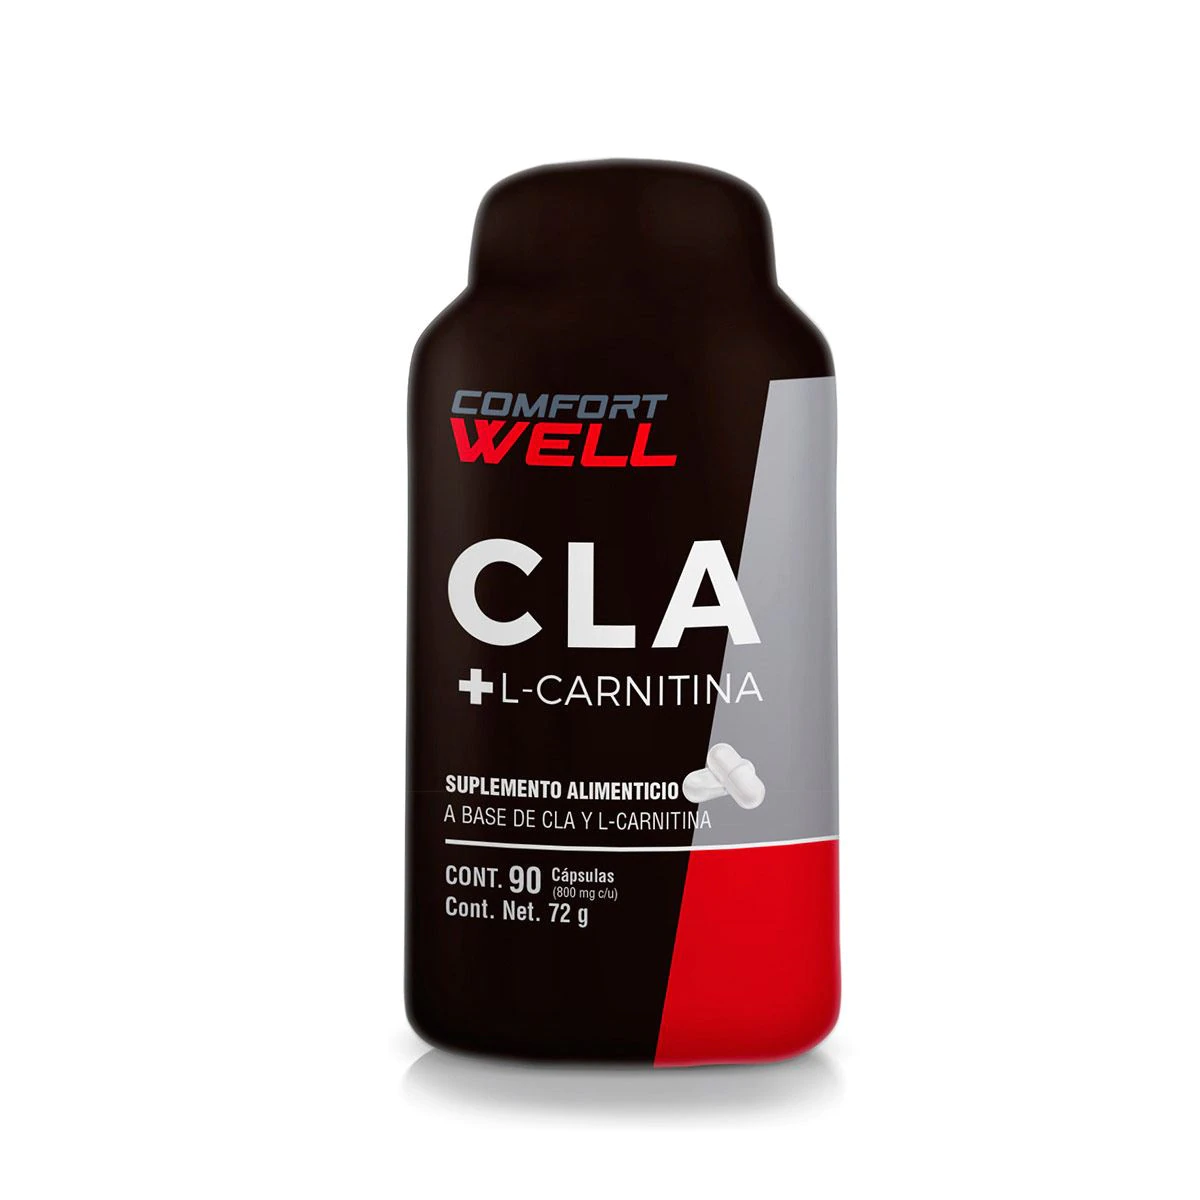 COMFORT
WELL
CLA
+L-CARNITINA
SUPLEMENTO ALIMENTICIO
A BASE DE CLA Y L-CARNITINA
CONT. 90 Cápsulas
(800 mg c/u)
Cont. Net. 72 g